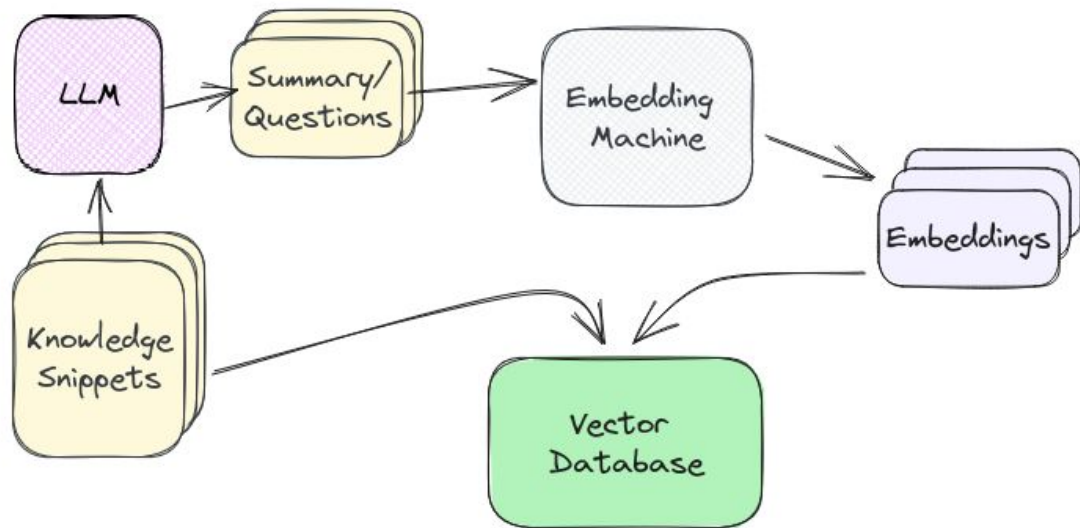 LLM
Summary/
Questions
Embedding
Machine
Embeddings
Knowledge
Snippets
Vector
Database